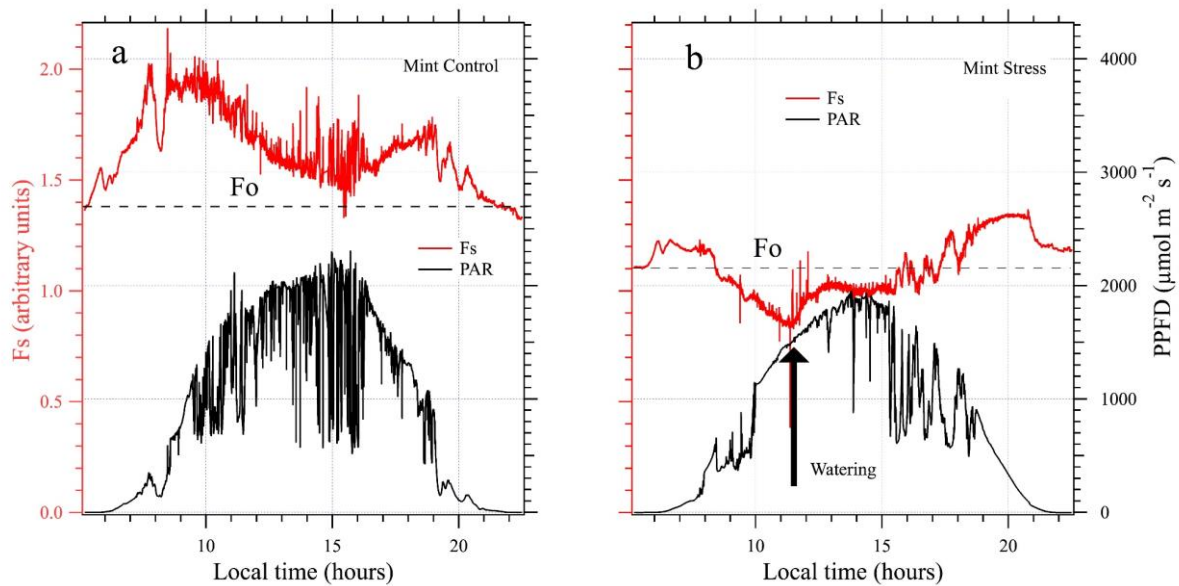 a
Mint Control
Fs
PAR
Fo
Fs (arbitrary units)
2.0
1.5
1.0
0.5
0.0
10
15
20
Local time (hours)
b
Mint Stress
Fs
PAR
Fo
Watering
10
15
20
Local time (hours)
4000
3000
2000
1000
0
PPFD (μmol m⁻² s⁻¹)